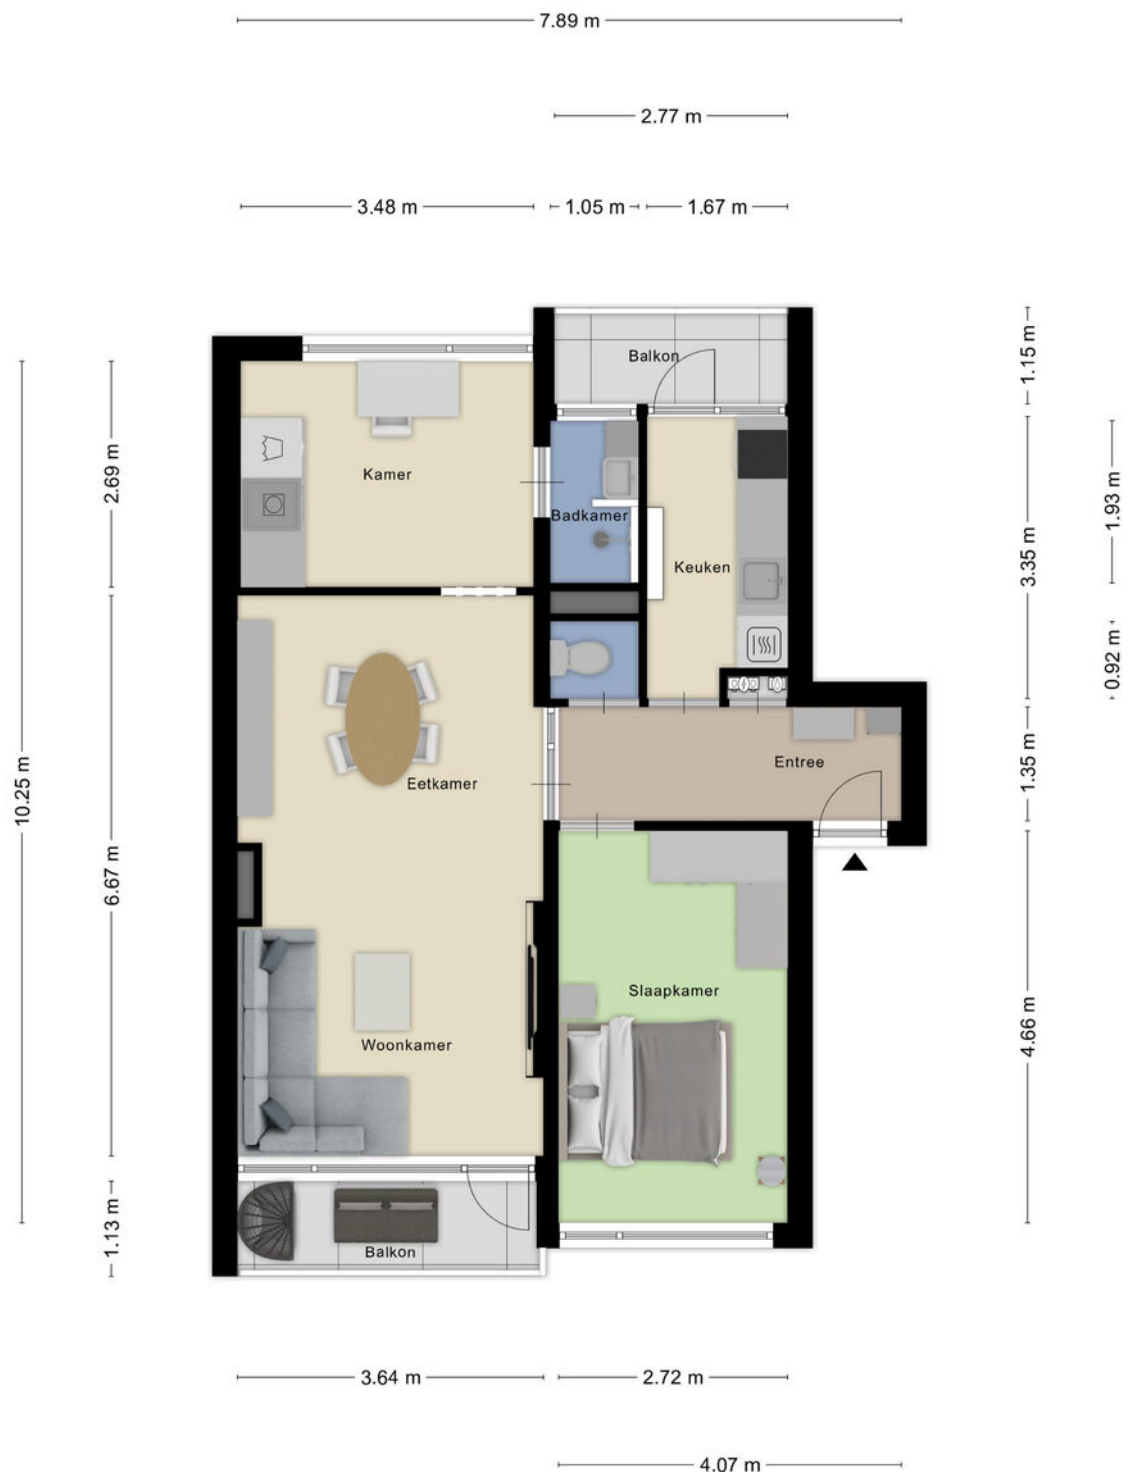 7.89 m
2.77 m
3.48 m
1.05 m
1.67 m
Balkon
1.15 m
Kamer
2.69 m
Badkamer
1.93 m
Keuken
3.35 m
0.92 m
Entree
1.35 m
Eetkamer
10.25 m
6.67 m
Slaapkamer
4.66 m
Woonkamer
Balkon
1.13 m
3.64 m
2.72 m
4.07 m